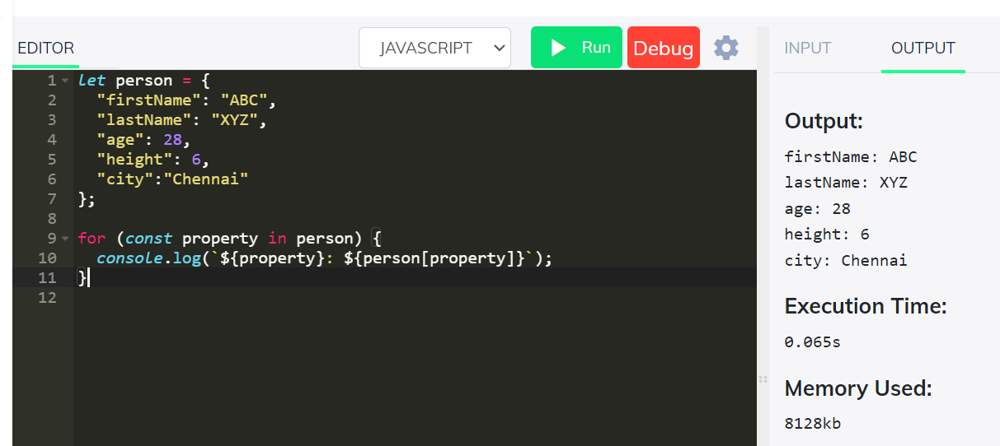 EDITOR
JAVASCRIPT
Run
Debug
INPUT
OUTPUT
1 let person = {
2   "firstName": "ABC",
3   "lastName": "XYZ",
4   "age": 28,
5   "height": 6,
6   "city":"Chennai"
7 };
8
9 for (const property in person) {
10   console.log(`${property}: ${person[property]}`);
11 }
12
Output:
firstName: ABC
lastName: XYZ
age: 28
height: 6
city: Chennai
Execution Time:
0.065s
Memory Used:
8128kb